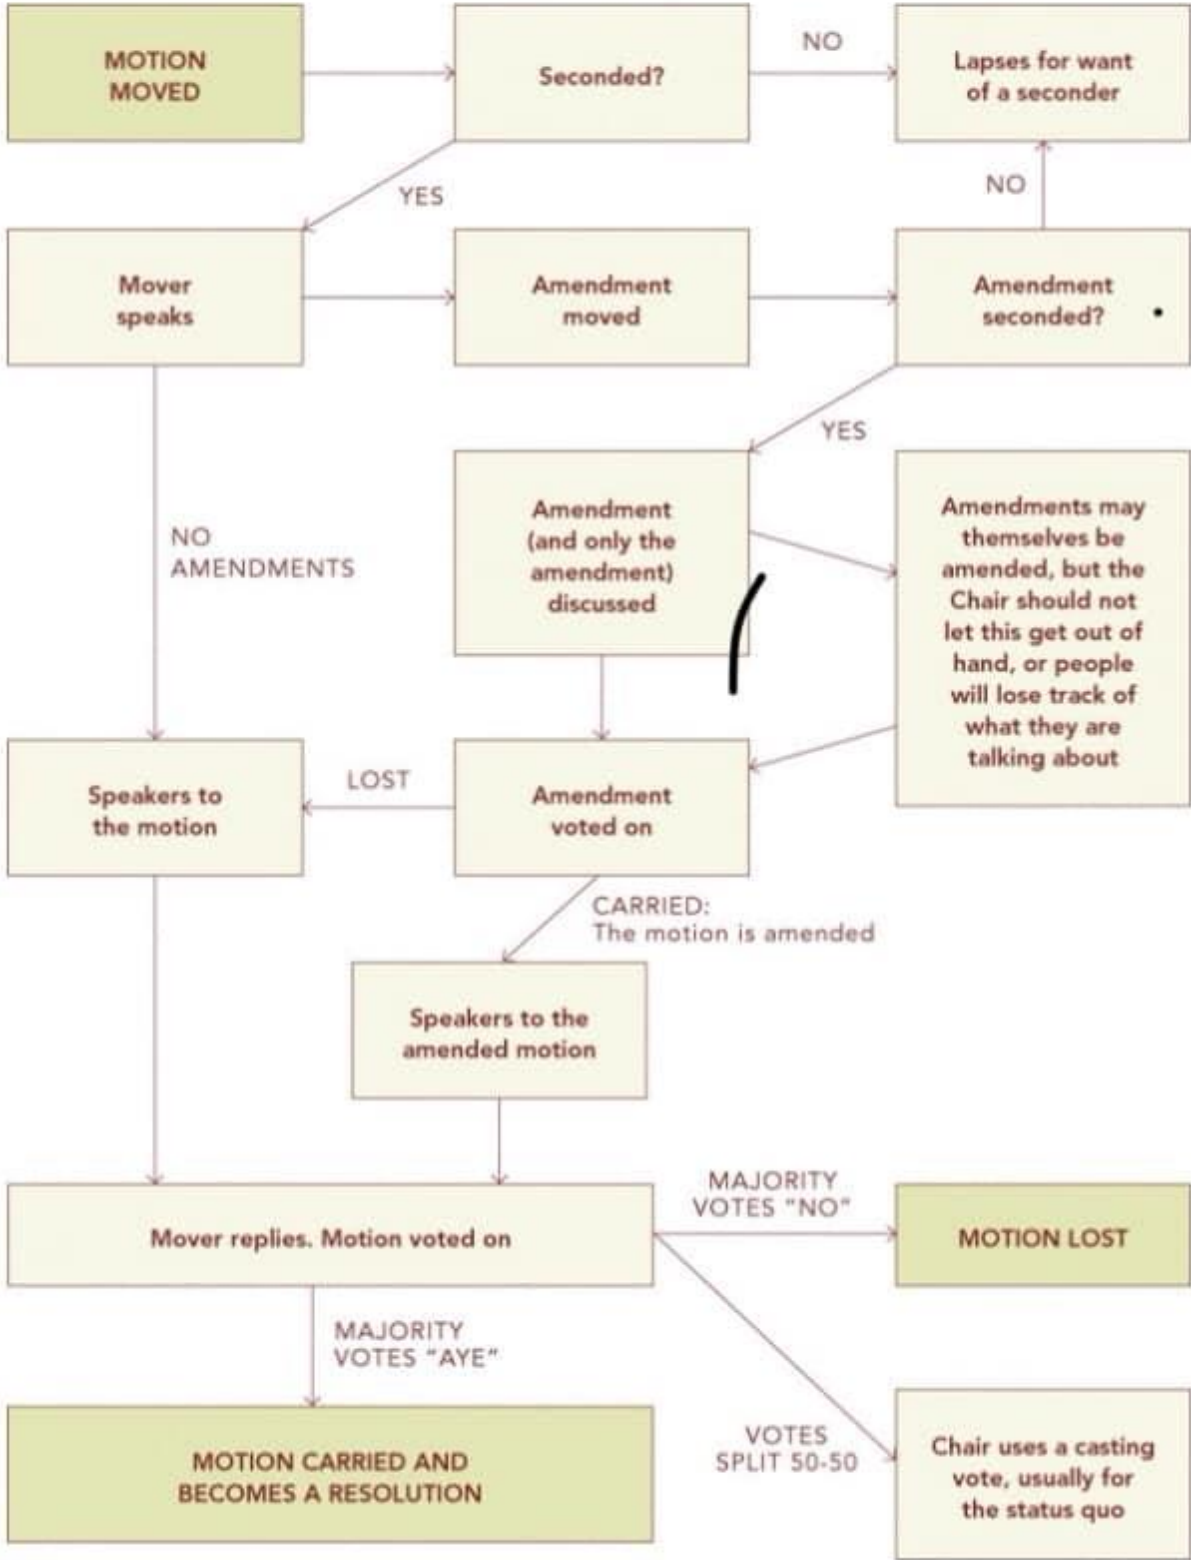 MOTION
MOVED
Seconded?
NO
Lapses for want
of a seconder
YES
NO
Mover
speaks
Amendment
moved
Amendment
seconded?
YES
NO
AMENDMENTS
Amendment
(and only the
amendment)
discussed
Amendments may
themselves be
amended, but the
Chair should not
let this get out of
hand, or people
will lose track of
what they are
talking about
Speakers to
the motion
LOST
Amendment
voted on
CARRIED:
The motion is amended
Speakers to the
amended motion
Mover replies. Motion voted on
MAJORITY
VOTES “NO”
MOTION LOST
MAJORITY
VOTES “AYE”
MOTION CARRIED AND
BECOMES A RESOLUTION
VOTES
SPLIT 50-50
Chair uses a casting
vote, usually for
the status quo